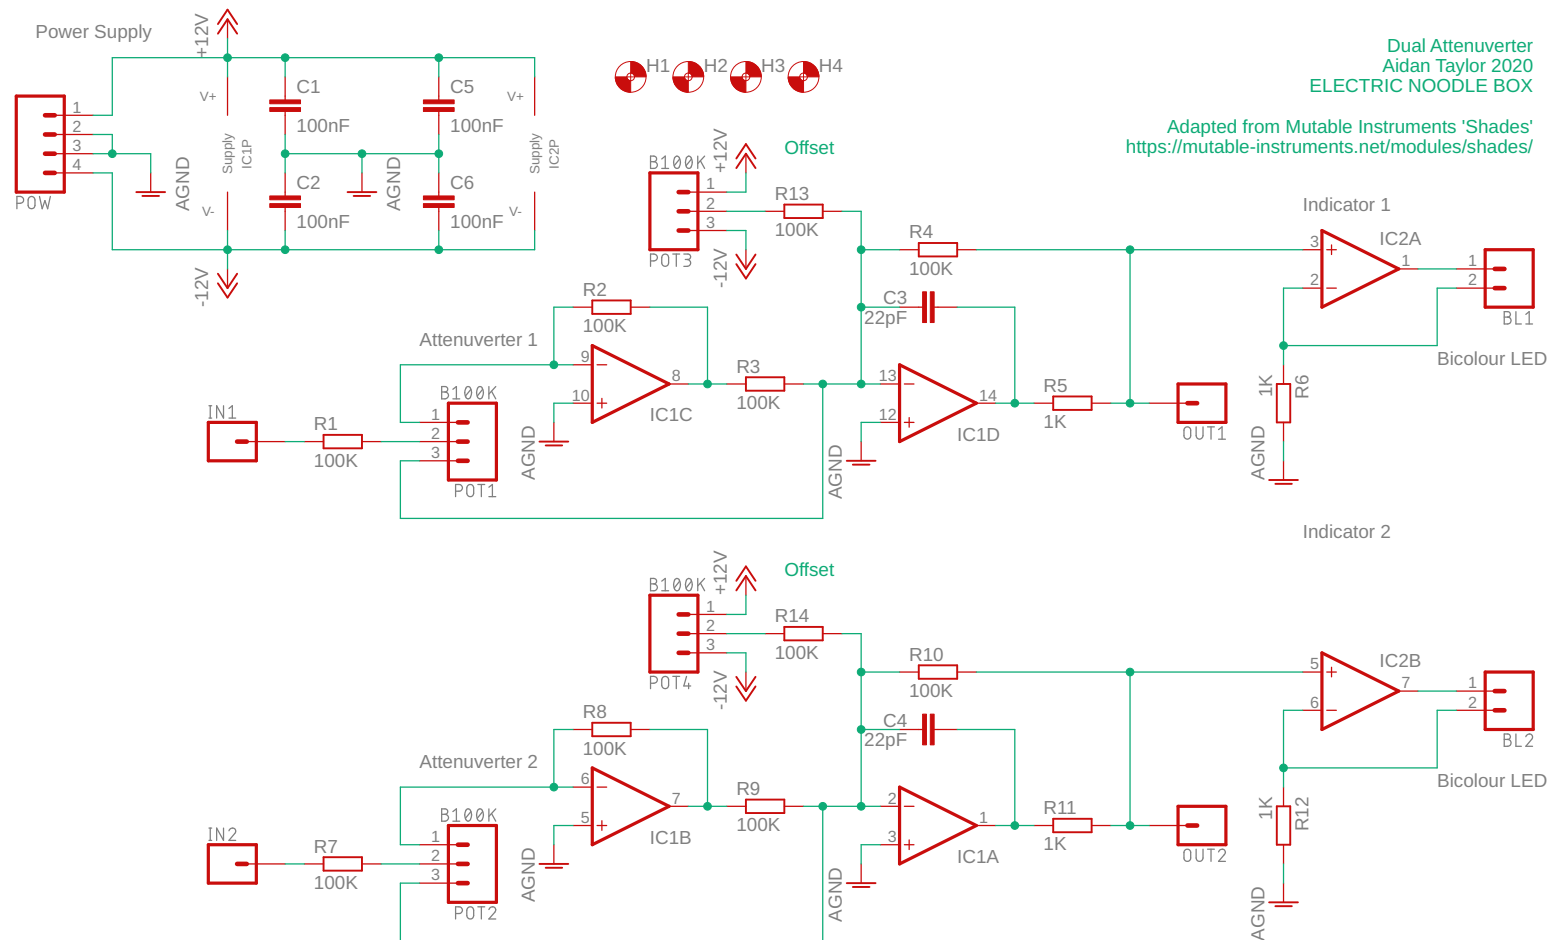 Power Supply
+12V
V+
Supply
IC1P
V-
-12V
C1
100nF
C2
100nF
C5
100nF
C6
100nF
V+
Supply
IC2P
V-
1
2
3
4
POW
AGND
AGND
H1
H2
H3
H4
Dual Attenuverter
Aidan Taylor 2020
ELECTRIC NOODLE BOX
Adapted from Mutable Instruments 'Shades'
https://mutable-instruments.net/modules/shades/
Offset
B100K
+12V
1
2
3
POT3
-12V
R13
100K
R4
100K
C3
22pF
Indicator 1
3
2
1
IC2A
1
2
BL1
Bicolour LED
1K
R6
AGND
Attenuverter 1
R2
100K
9
10
8
IC1C
AGND
R3
100K
13
12
14
IC1D
AGND
R5
1K
OUT1
IN1
R1
100K
B100K
1
2
3
POT1
Indicator 2
Offset
B100K
+12V
1
2
3
POT4
-12V
R14
100K
R10
100K
C4
22pF
5
6
7
IC2B
1
2
BL2
Bicolour LED
1K
R12
AGND
Attenuverter 2
R8
100K
6
5
7
IC1B
AGND
R9
100K
2
3
1
IC1A
AGND
R11
1K
OUT2
IN2
R7
100K
B100K
1
2
3
POT2